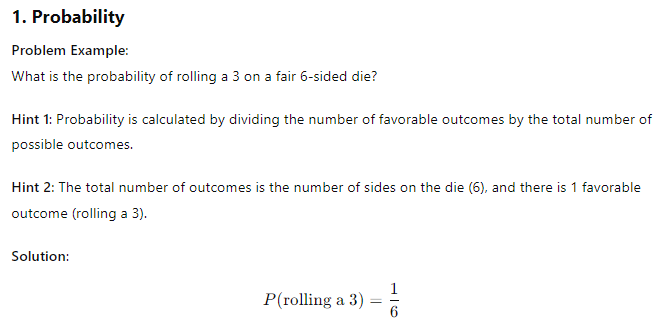 1. Probability
Problem Example:
What is the probability of rolling a 3 on a fair 6-sided die?
Hint 1: Probability is calculated by dividing the number of favorable outcomes by the total number of
possible outcomes.
Hint 2: The total number of outcomes is the number of sides on the die (6), and there is 1 favorable
outcome (rolling a 3).
Solution:
P(rolling a 3) = 1/6